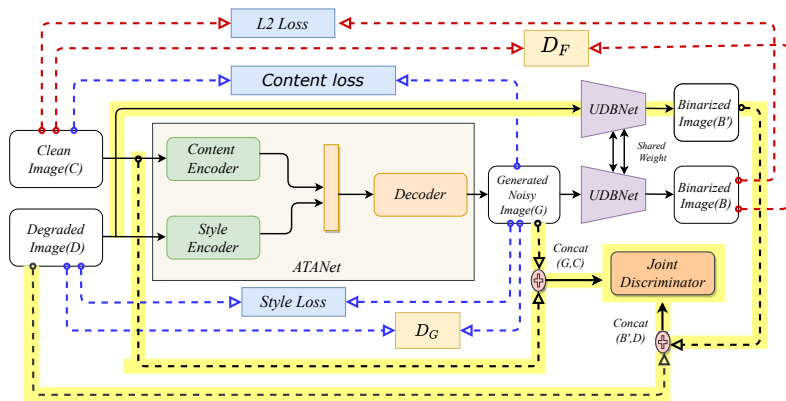 L2 Loss
D_F
Content loss
UDBNet
Binarized
Image(B')
Clean
Image(C)
Content
Encoder
Shared
Weight
Decoder
Generated
Noisy
Image(G)
UDBNet
Binarized
Image(B)
Degraded
Image(D)
Style
Encoder
ATANet
Concat
(G,C)
Joint
Discriminator
Style Loss
D_G
Concat
(B',D)